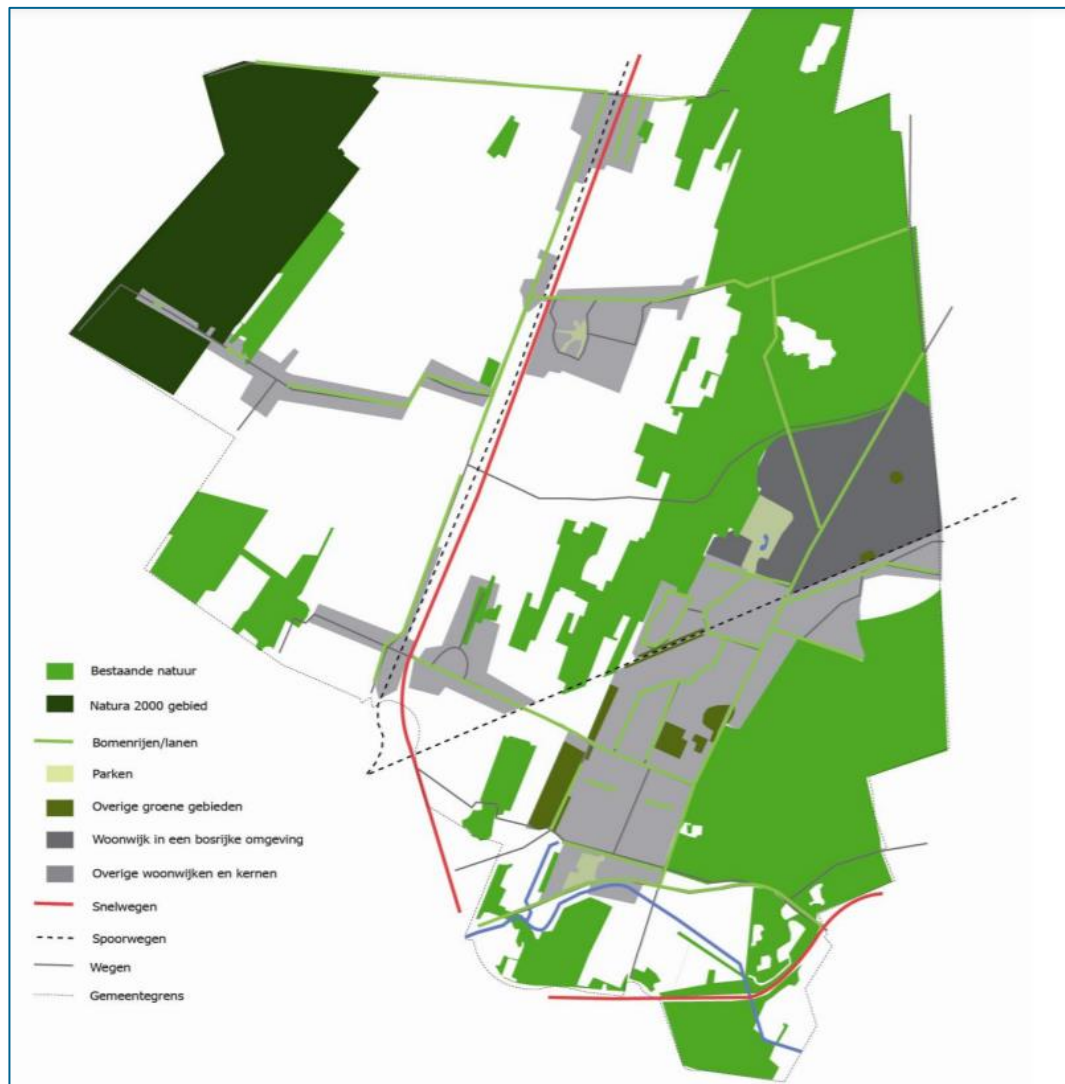 Bestaande natuur
Natura 2000 gebied
Bomenrijen/lanen
Parken
Overige groene gebieden
Woonwijk in een bosrijke omgeving
Overige woonwijken en kernen
Snelwegen
Spoorwegen
Wegen
Gemeentegrens